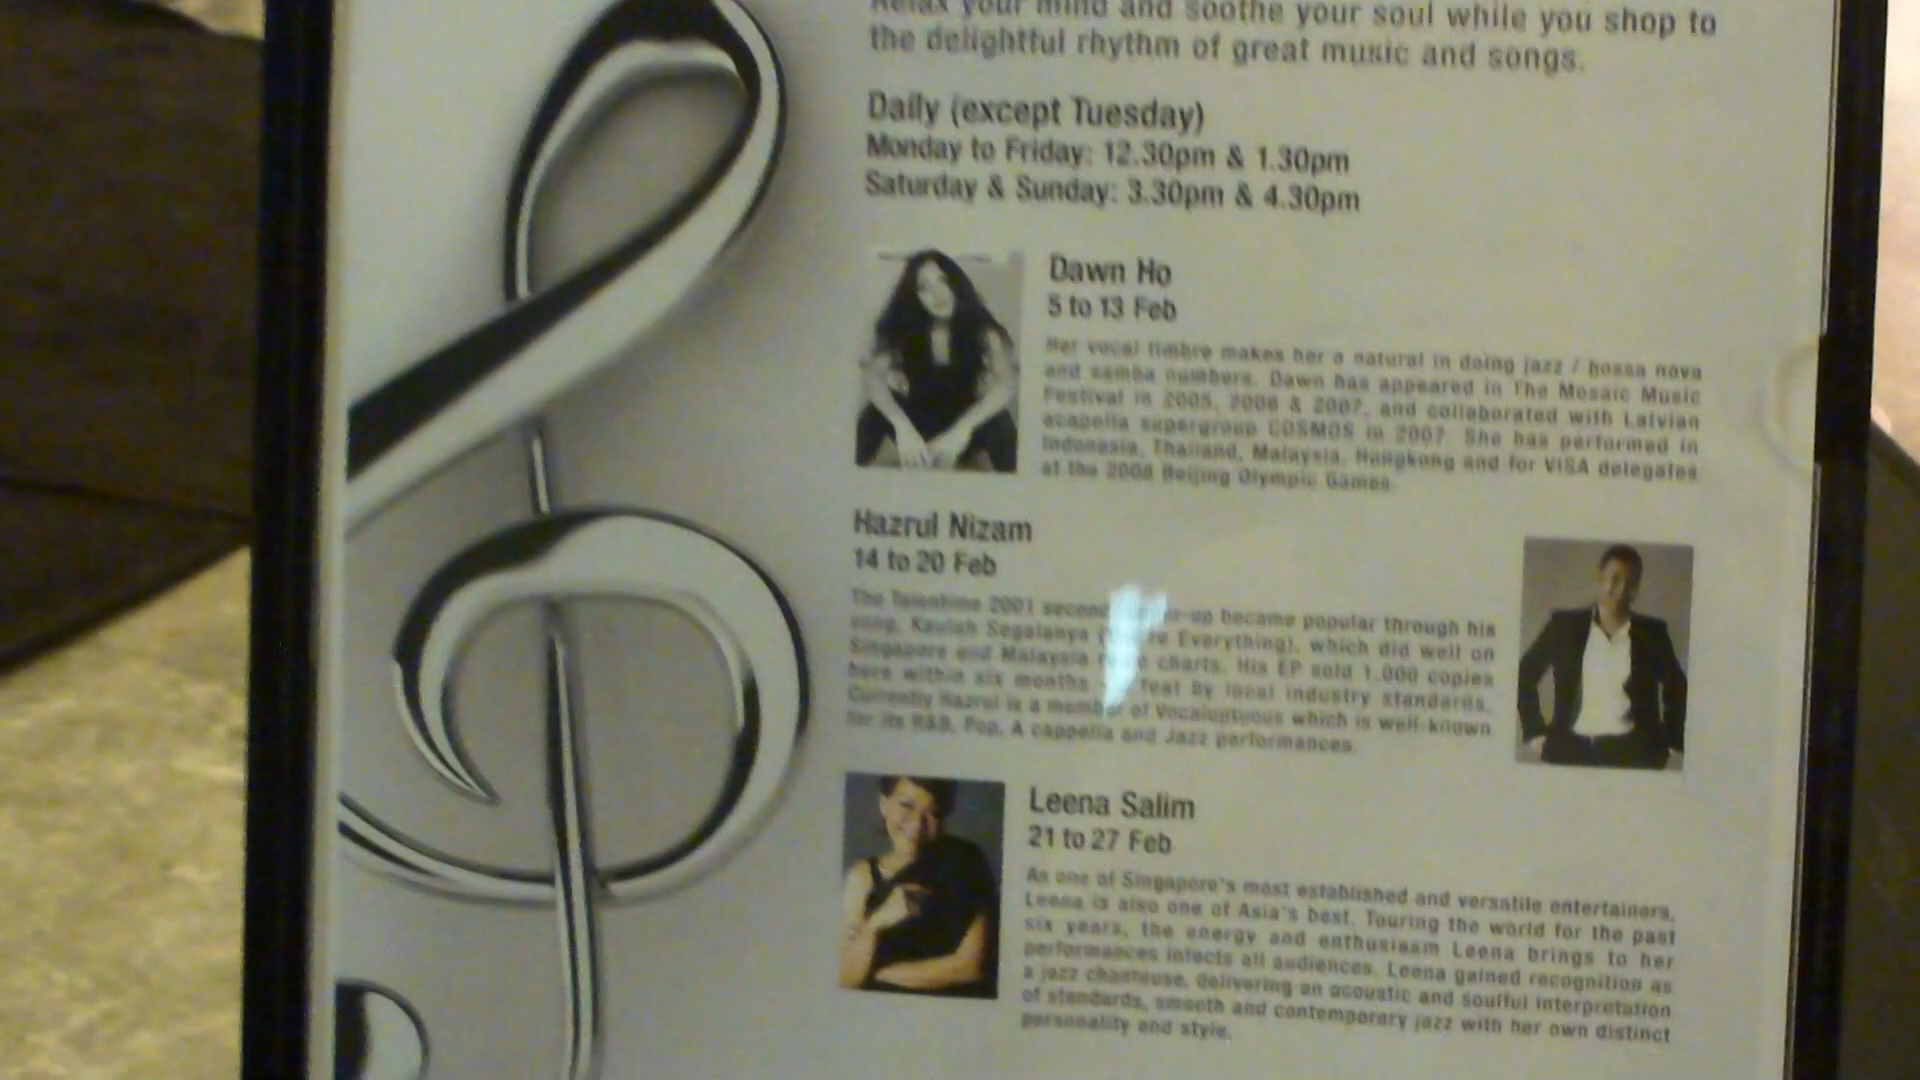 Relax your mind and soothe your soul while you shop to
the delightful rhythm of great music and songs.
Daily (except Tuesday)
Monday to Friday: 12.30pm & 1.30pm
Saturday & Sunday: 3.30pm & 4.30pm
Dawn Ho
5 to 13 Feb
Her vocal timbre makes her a natural in doing jazz / bossa nova
and samba numbers. Dawn has appeared in The Mosaic Music
Festival in 2005, 2006 & 2007, and collaborated with Latvian
acapella supergroup COSMOS in 2007. She has performed in
Indonesia, Thailand, Malaysia, Hongkong and for VISA delegates
at the 2008 Beijing Olympic Games.
Hazrul Nizam
14 to 20 Feb
The Talentime 2001 second -up became popular through his
song, Kaulah Segalanya ( Everything), which did well on
Singapore and Malaysia charts. His EP sold 1,000 copies
here within six months feat by local industry standards.
Currently Hazrul is a member of Vocaluptuous which is well-known
for its R&B, Pop, A cappella and Jazz performances.
Leena Salim
21 to 27 Feb
As one of Singapore's most established and versatile entertainers,
Leena is also one of Asia's best. Touring the world for the past
six years, the energy and enthusiasm Leena brings to her
performances infects all audiences. Leena gained recognition as
a jazz chanteuse, delivering an acoustic and soulful interpretation
of standards, smooth and contemporary jazz with her own distinct
personality and style.